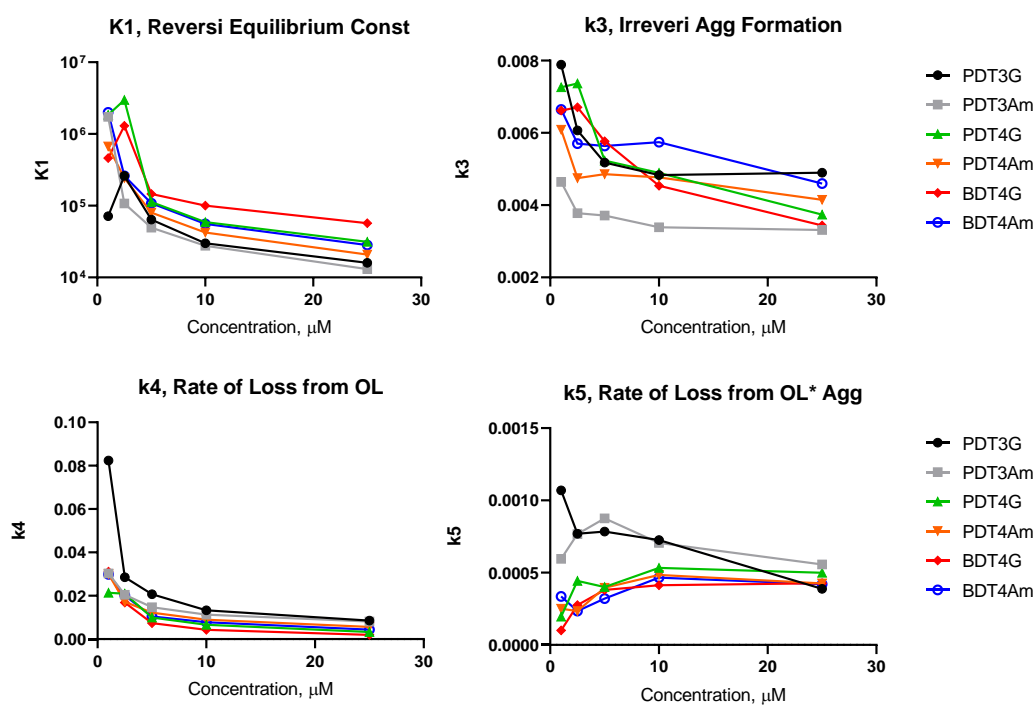 K1, Reversi Equilibrium Const
10⁷
10⁶
10⁵
10⁴
K1
0 10 20 30
Concentration, μM
k3, Irreveri Agg Formation
0.008
0.006
0.004
0.002
k3
0 10 20 30
Concentration, μM
PDT3G
PDT3Am
PDT4G
PDT4Am
BDT4G
BDT4Am
k4, Rate of Loss from OL
0.10
0.08
0.06
0.04
0.02
0.00
k4
0 10 20 30
Concentration, μM
k5, Rate of Loss from OL* Agg
0.0015
0.0010
0.0005
0.0000
k5
0 10 20 30
Concentration, μM
PDT3G
PDT3Am
PDT4G
PDT4Am
BDT4G
BDT4Am